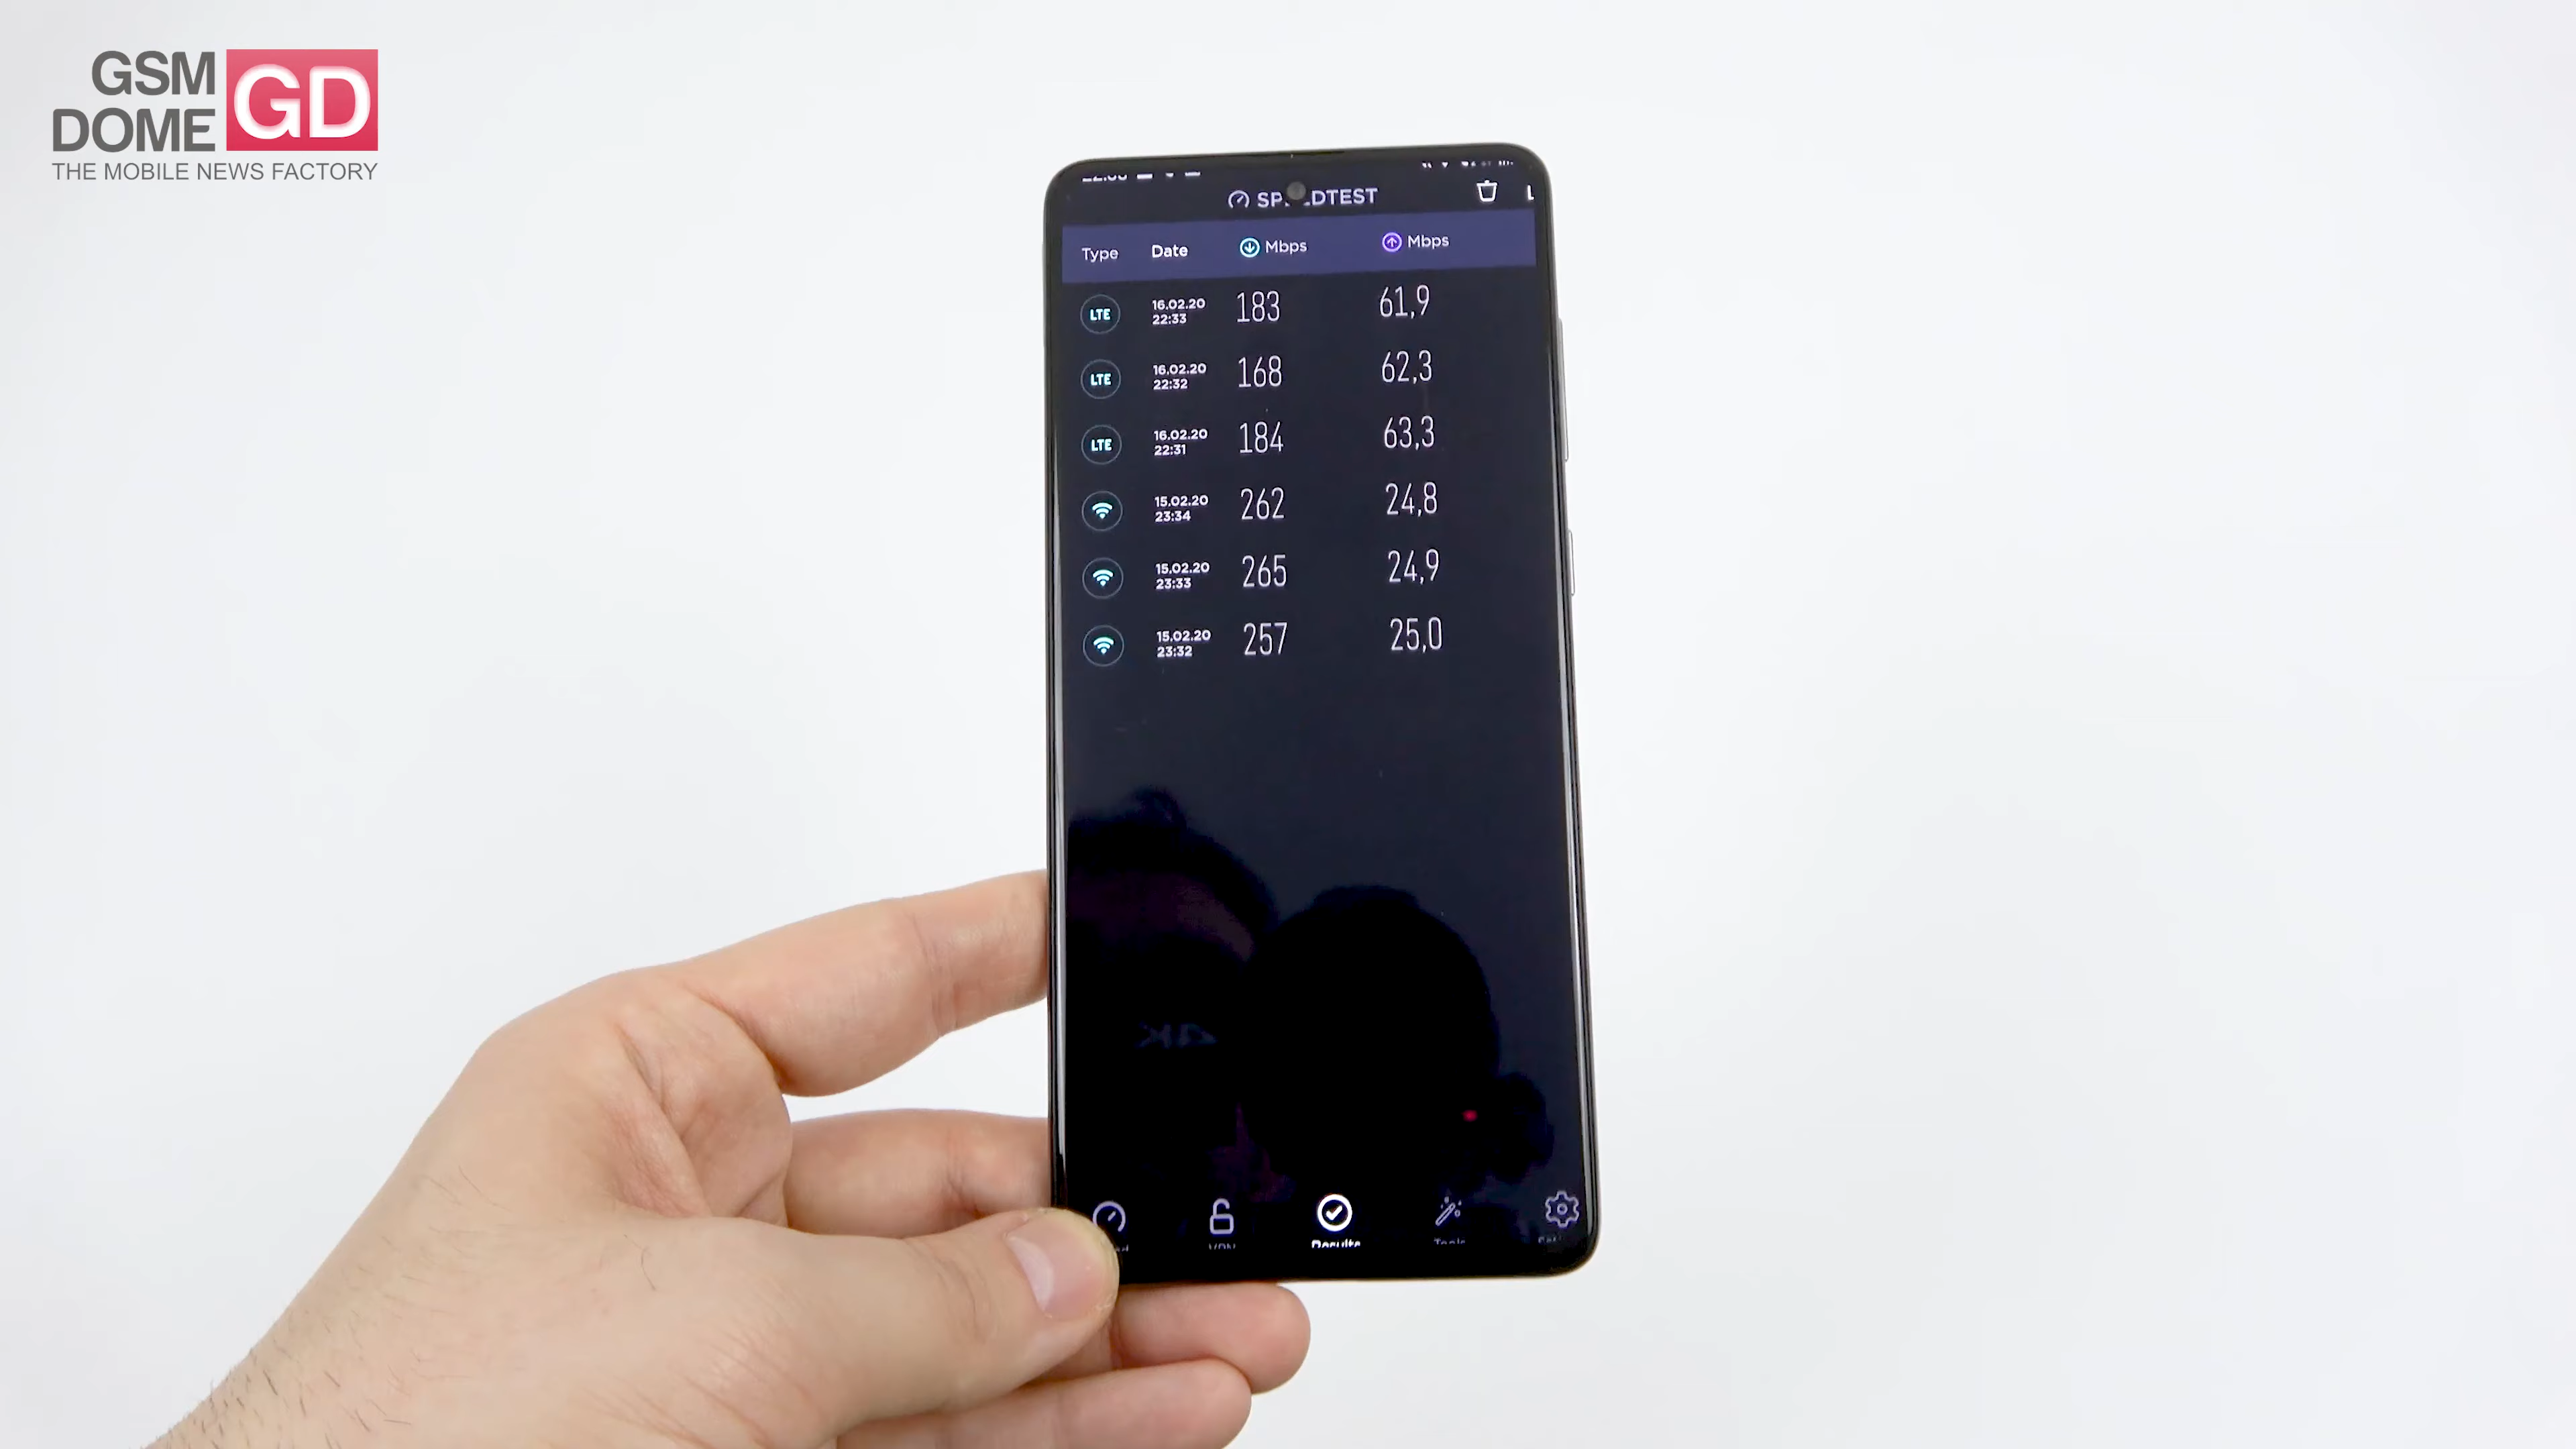 GSM
DOME
GD
THE MOBILE NEWS FACTORY
Type Date Mbps Mbps
LTE 16.02.20 183 61,9
22:33
LTE 16.02.20 168 62,3
22:32
LTE 16.02.20 184 63,3
22:31
15.02.20 262 24,8
23:34
15.02.20 265 24,9
23:33
15.02.20 257 25,0
23:32
VPN Results Tools